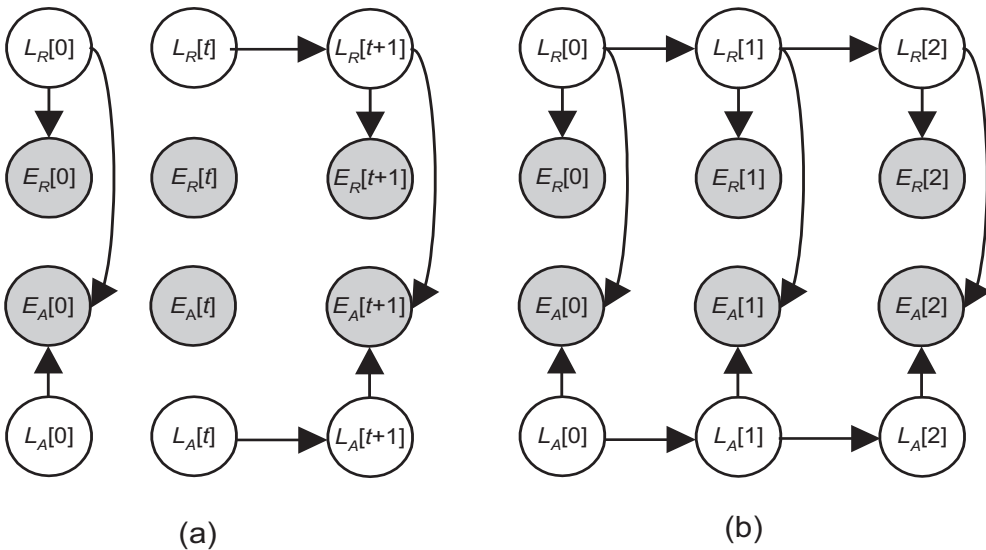 L_R[0] L_R[t] L_R[t+1] L_R[0] L_R[1] L_R[2]
E_R[0] E_R[t] E_R[t+1] E_R[0] E_R[1] E_R[2]
E_A[0] E_A[t] E_A[t+1] E_A[0] E_A[1] E_A[2]
L_A[0] L_A[t] L_A[t+1] L_A[0] L_A[1] L_A[2]
(a) (b)